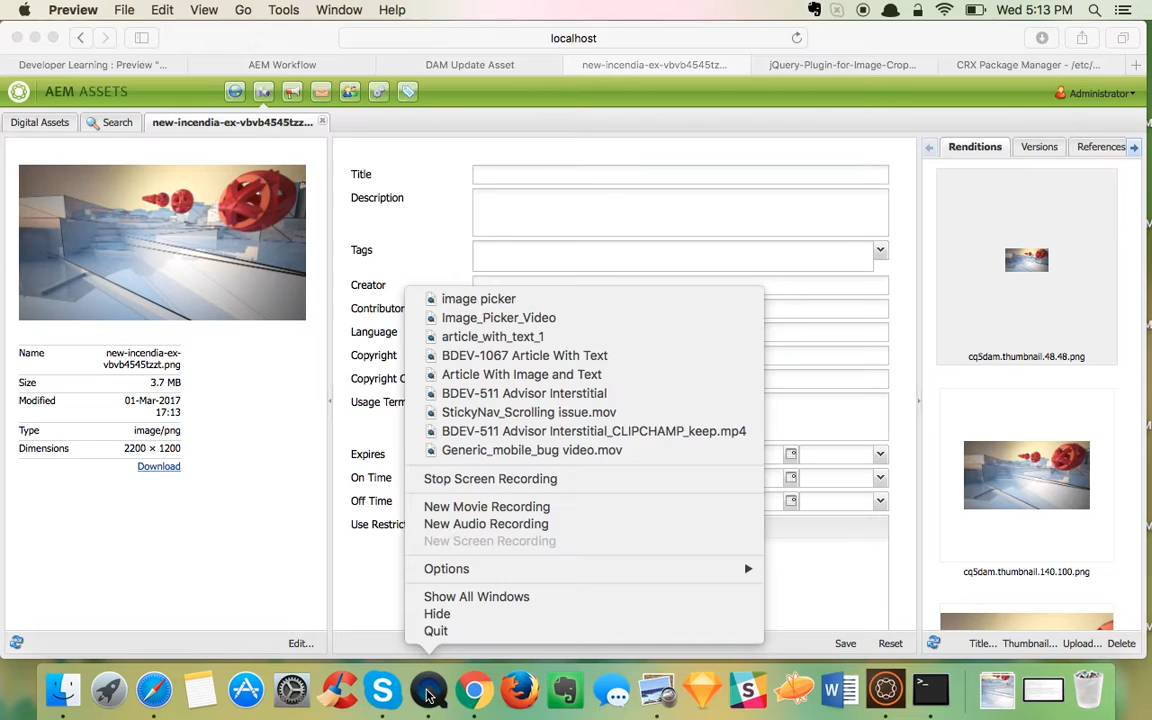 Preview File Edit View Go Tools Window Help Wed 5:13 PM
localhost
Developer Learning : Preview "... AEM Workflow DAM Update Asset new-incendia-ex-vbvb4545tz... jQuery-Plugin-for-Image-Crop... CRX Package Manager - /etc/...
AEM ASSETS Administrator
Digital Assets Search new-incendia-ex-vbvb4545tzz...
Renditions Versions References
Title
Description
Tags
Creator
Contributor
Language
Copyright
Copyright O
Usage Term
Expires
On Time
Off Time
Use Restrict
Name new-incendia-ex-
vbvb4545tzzt.png
Size 3.7 MB
Modified 01-Mar-2017
17:13
Type image/png
Dimensions 2200 × 1200
Download
image picker
Image_Picker_Video
article_with_text_1
BDEV-1067 Article With Text
Article With Image and Text
BDEV-511 Advisor Interstitial
StickyNav_Scrolling issue.mov
BDEV-511 Advisor Interstitial_CLIPCHAMP_keep.mp4
Generic_mobile_bug video.mov
Stop Screen Recording
New Movie Recording
New Audio Recording
New Screen Recording
Options
Show All Windows
Hide
Quit
cq5dam.thumbnail.48.48.png
cq5dam.thumbnail.140.100.png
Edit... Save Reset Title... Thumbnail... Upload... Delete